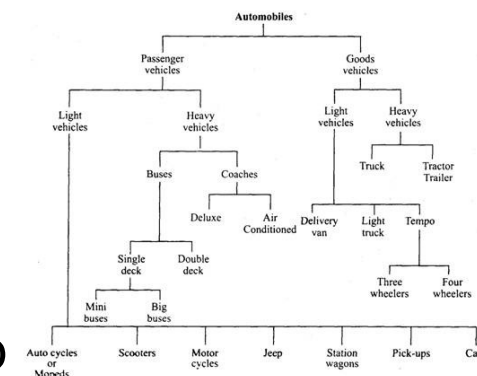 Automobiles
Passenger
vehicles
Goods
vehicles
Light
vehicles
Heavy
vehicles
Light
vehicles
Heavy
vehicles
Buses
Coaches
Truck
Tractor
Trailer
Deluxe
Air
Conditioned
Delivery
van
Light
truck
Tempo
Single
deck
Double
deck
Three
wheelers
Four
wheelers
Mini
buses
Big
buses
Auto cycles
or
Mopeds
Scooters
Motor
cycles
Jeep
Station
wagons
Pick-ups